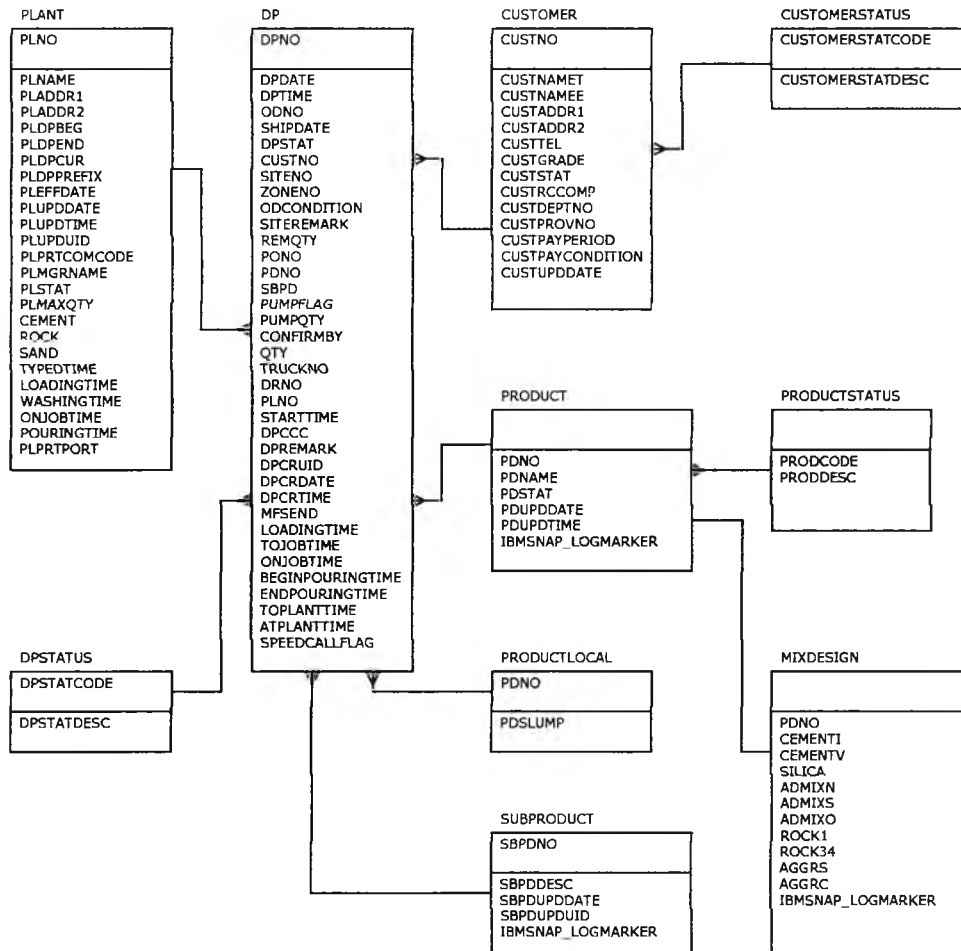 PLANT
PLNO
PLNAME
PLADDR1
PLADDR2
PLDPBEG
PLDPEND
PLDPCUR
PLDPPREFIX
PLEFFDATE
PLUPDDATE
PLUPDTIME
PLUPDUID
PLPRTCOMCODE
PLMGRNAME
PLSTAT
PLMAXQTY
CEMENT
ROCK
SAND
TYPEDTIME
LOADINGTIME
WASHINGTIME
ONJOBTIME
POURINGTIME
PLPRTPORT
DP
DPNO
DPDATE
DPTIME
ODNO
SHIPDATE
DPSTAT
CUSTNO
SITENO
ZONENO
ODCONDITION
SITEREMARK
REMQTY
PONO
PDNO
SBPD
PUMPFLAG
PUMPQTY
CONFIRMBY
QTY
TRUCKNO
DRNO
PLNO
STARTTIME
DPCCC
DPREMARK
DPCRUID
DPCRDATE
DPCRTIME
MFSEND
LOADINGTIME
TOJOBTIME
ONJOBTIME
BEGINPOURINGTIME
ENDPOURINGTIME
TOPLANTTIME
ATPLANTTIME
SPEEDCALLFLAG
CUSTOMER
CUSTNO
CUSTNAMET
CUSTNAMEE
CUSTADDR1
CUSTADDR2
CUSTTEL
CUSTGRADE
CUSTSTAT
CUSTRCCOMP
CUSTDEPTNO
CUSTPROVNO
CUSTPAYPERIOD
CUSTPAYCONDITION
CUSTUPDDATE
CUSTOMERSTATUS
CUSTOMERSTATCODE
CUSTOMERSTATDESC
PRODUCT
PDNO
PDNAME
PDSTAT
PDUPDDATE
PDUPDTIME
IBMSNAP_LOGMARKER
PRODUCTSTATUS
PRODCODE
PRODDESC
DPSTATUS
DPSTATCODE
DPSTATDESC
PRODUCTLOCAL
PDNO
PDSLUMP
MIXDESIGN
PDNO
CEMENTI
CEMENTV
SILICA
ADMIXN
ADMIXS
ADMIXO
ROCK1
ROCK34
AGGRS
AGGRC
IBMSNAP_LOGMARKER
SUBPRODUCT
SBPDNO
SBPDDESC
SBPDUPDDATE
SBPDUPDUID
IBMSNAP_LOGMARKER